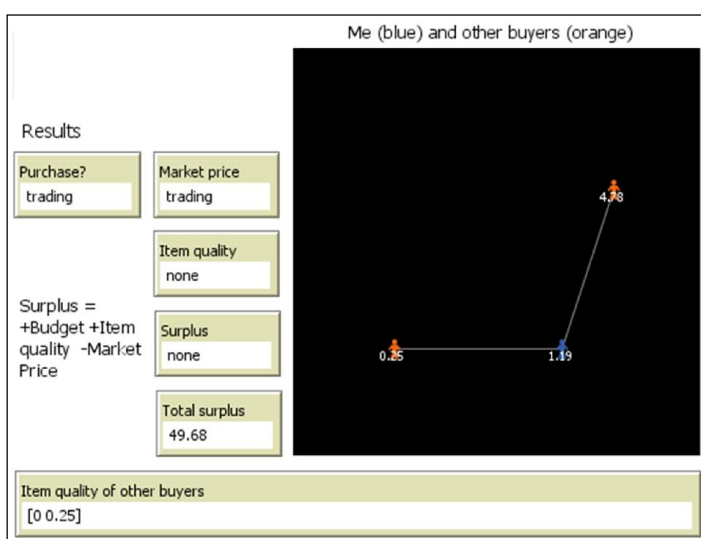 Me (blue) and other buyers (orange)
Results
Purchase?
trading
Market price
trading
Item quality
none
Surplus =
+Budget +Item
quality -Market
Price
Surplus
none
Total surplus
49.68
4.78
0.25
1.19
Item quality of other buyers
[0 0.25]